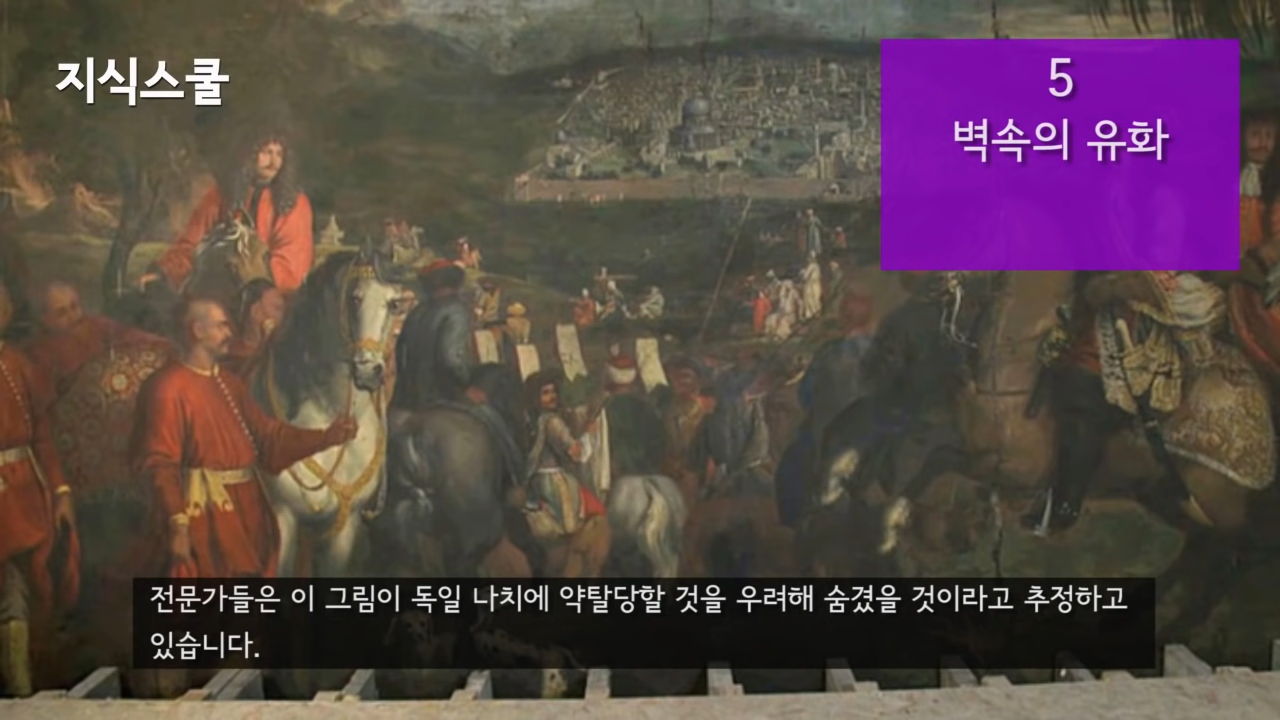 지식스쿨
5
벽속의 유화
전문가들은 이 그림이 독일 나치에 약탈당할 것을 우려해 숨겼을 것이라고 추정하고
있습니다.